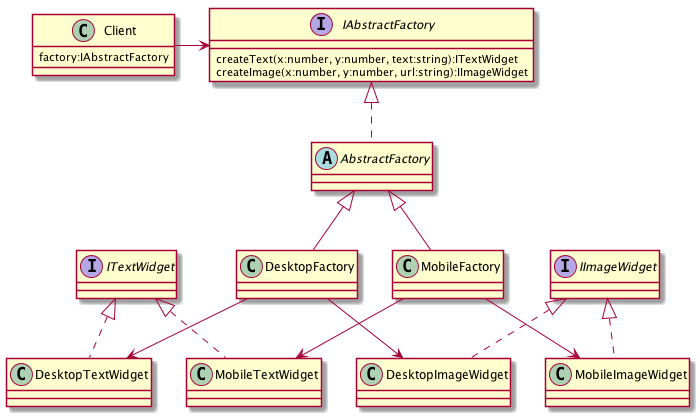 C Client
factory:IAbstractFactory
I IAbstractFactory
createText(x:number, y:number, text:string):ITextWidget
createImage(x:number, y:number, url:string):IImageWidget
A AbstractFactory
I ITextWidget
C DesktopFactory
C MobileFactory
I IImageWidget
C DesktopTextWidget
C MobileTextWidget
C DesktopImageWidget
C MobileImageWidget